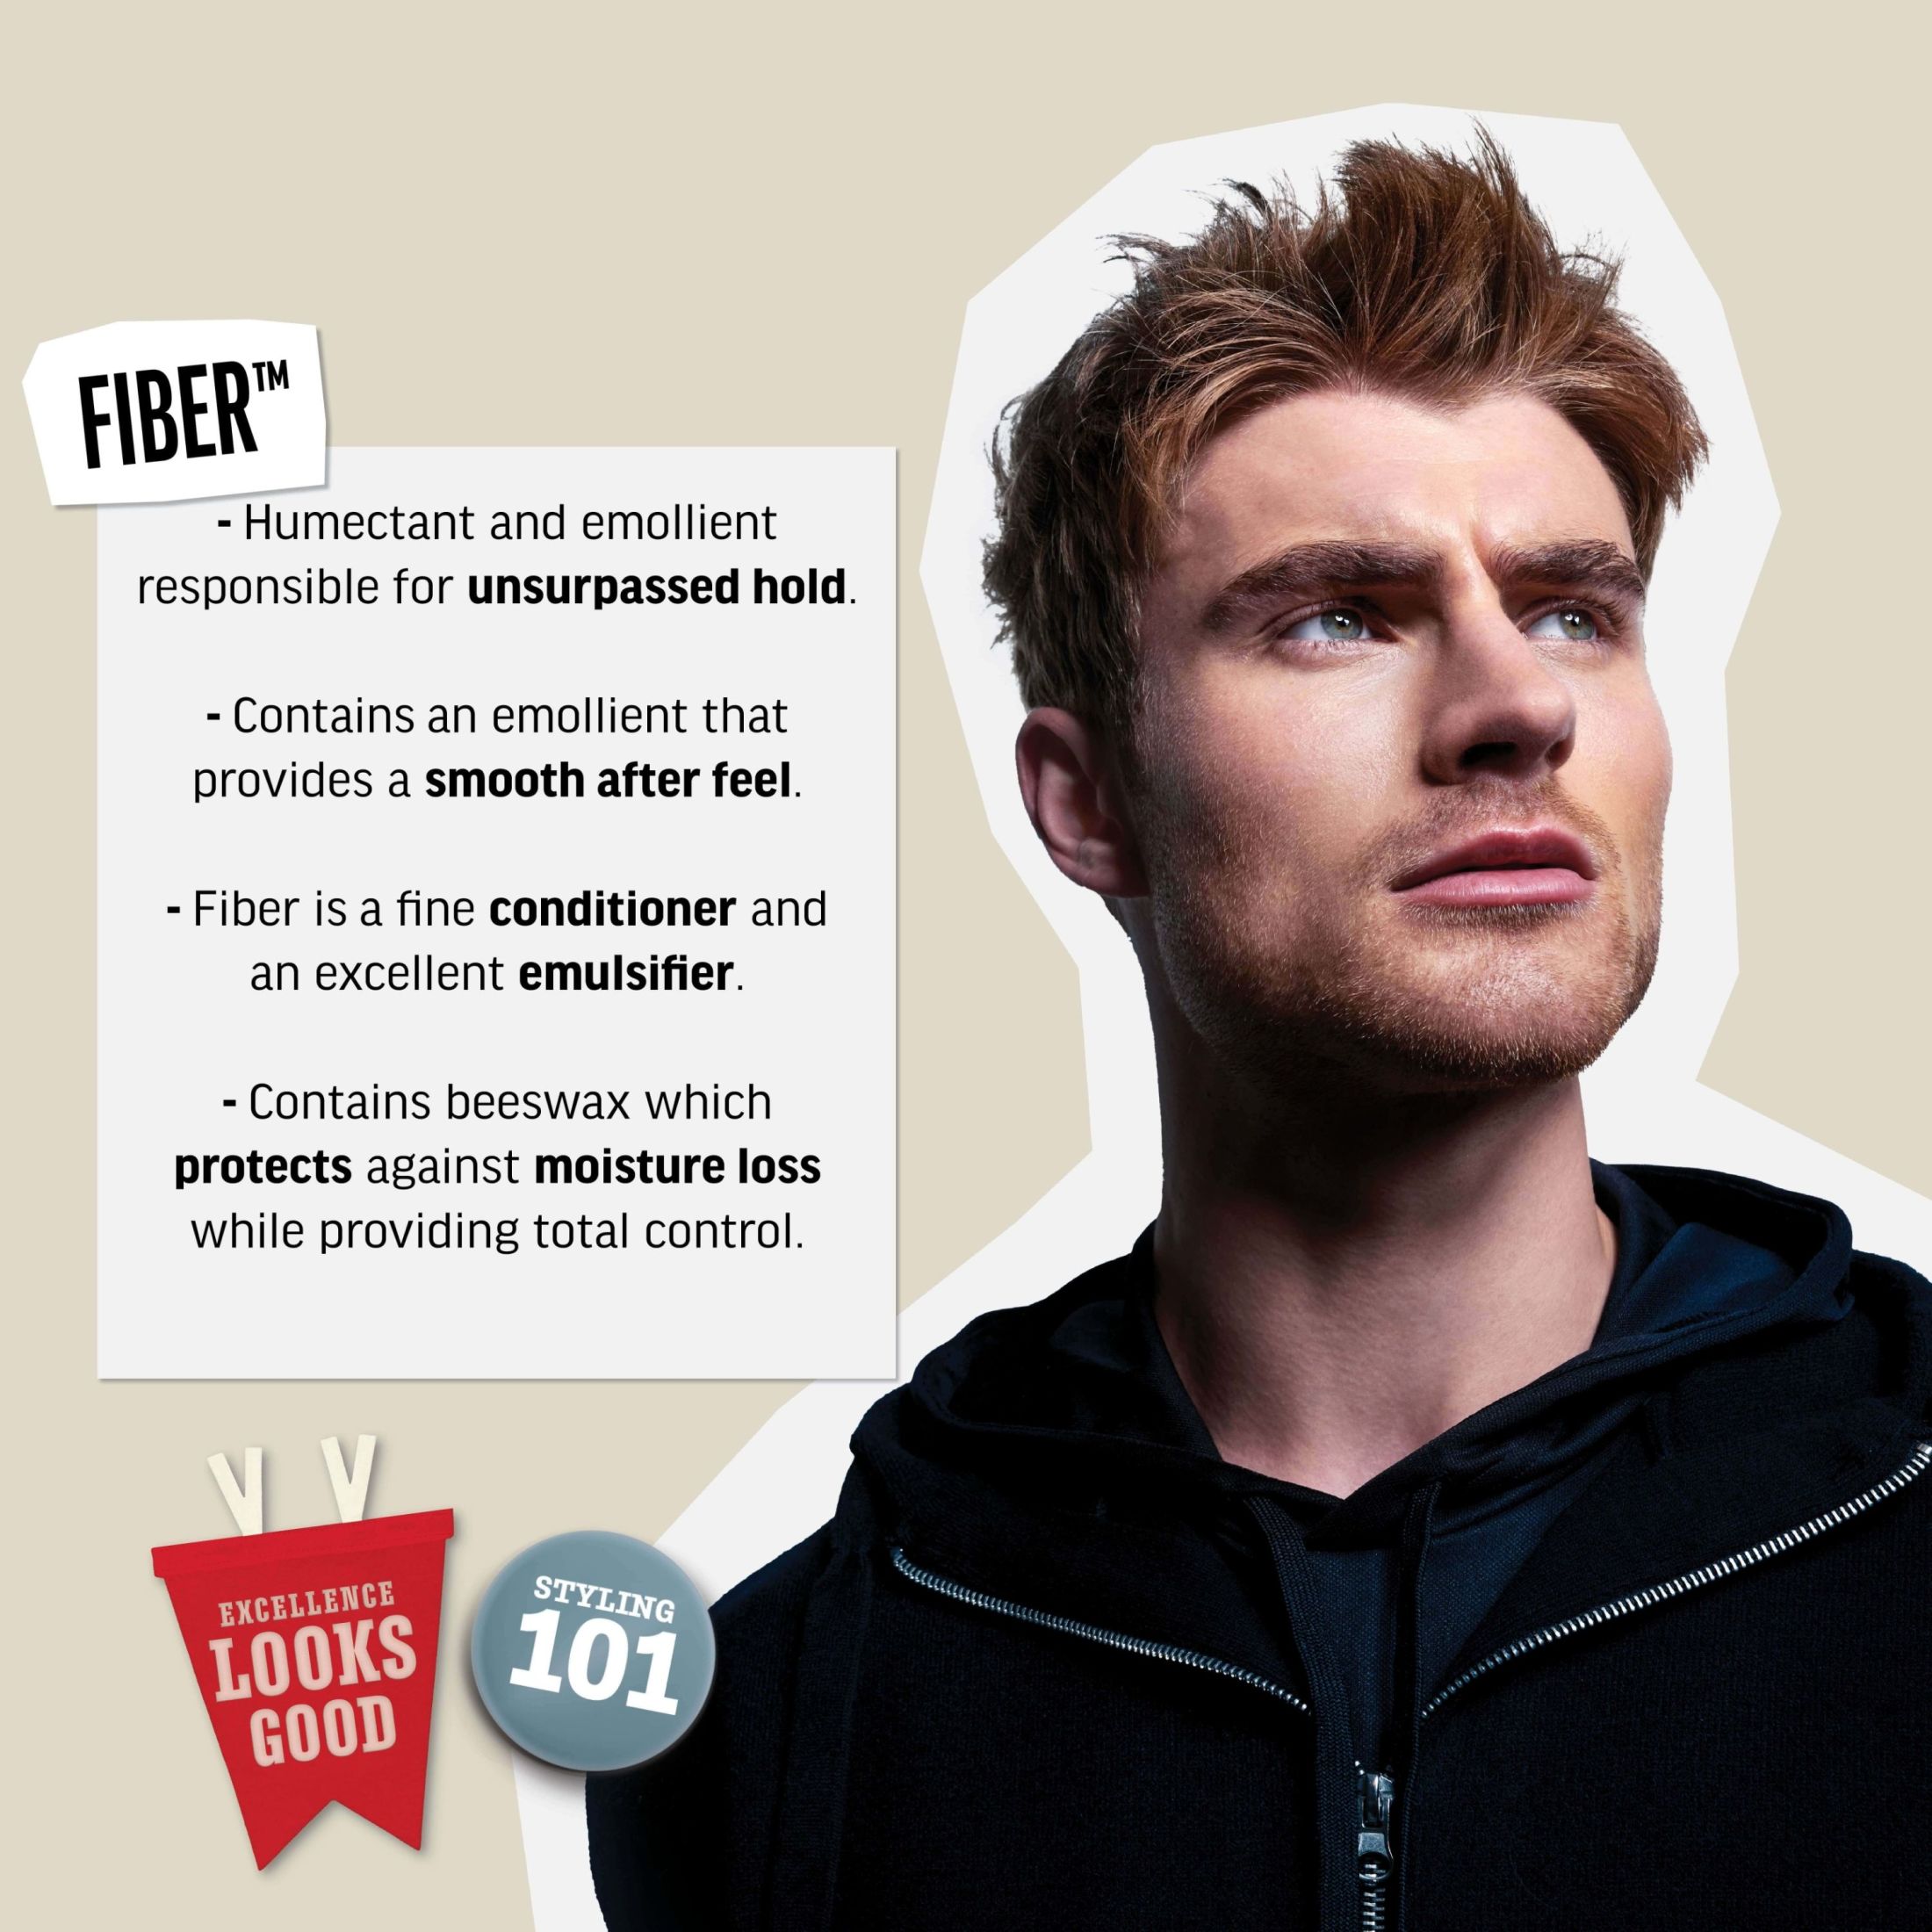 FIBER™
- Humectant and emollient
responsible for unsurpassed hold.
- Contains an emollient that
provides a smooth after feel.
- Fiber is a fine conditioner and
an excellent emulsifier.
- Contains beeswax which
protects against moisture loss
while providing total control.
EXCELLENCE
LOOKS
GOOD
STYLING
101